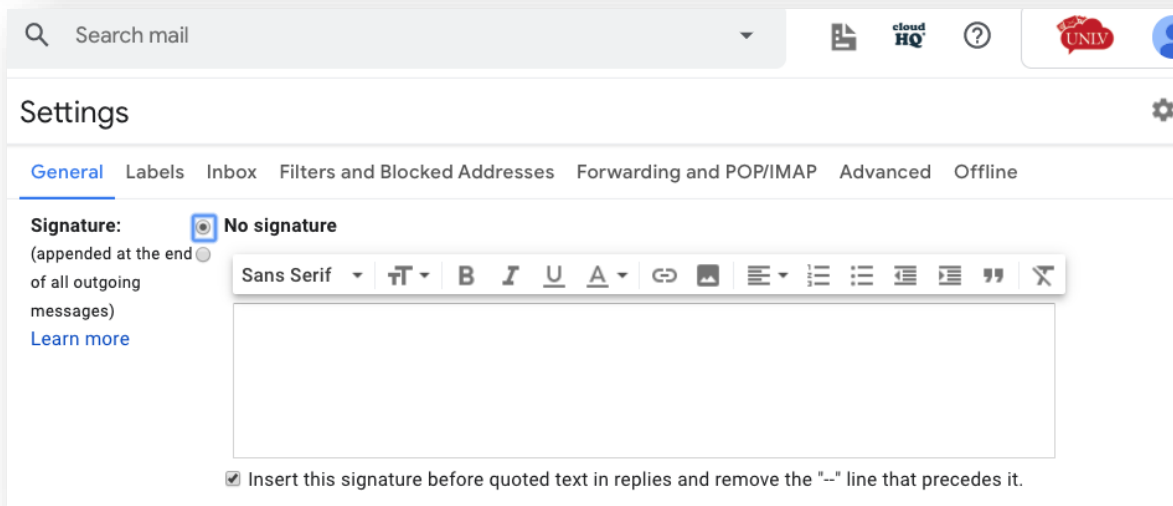 Search mail
cloud
HQ
UNLV
Settings
General Labels Inbox Filters and Blocked Addresses Forwarding and POP/IMAP Advanced Offline
Signature: No signature
(appended at the end
of all outgoing
messages)
Learn more
Sans Serif
Insert this signature before quoted text in replies and remove the "--" line that precedes it.